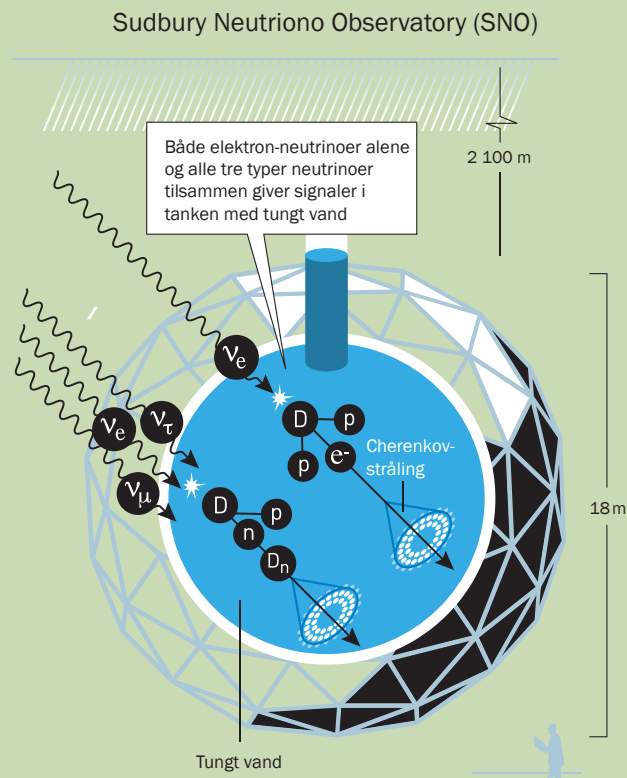 Sudbury Neutriono Observatory (SNO)
2 100 m
Både elektron-neutrinoer alene
og alle tre typer neutrinoer
tilsammen giver signaler i
tanken med tungt vand
νe
νe
ντ
νμ
D
p
p
e-
Cherenkov-
stråling
D
p
n
Dn
18 m
Tungt vand